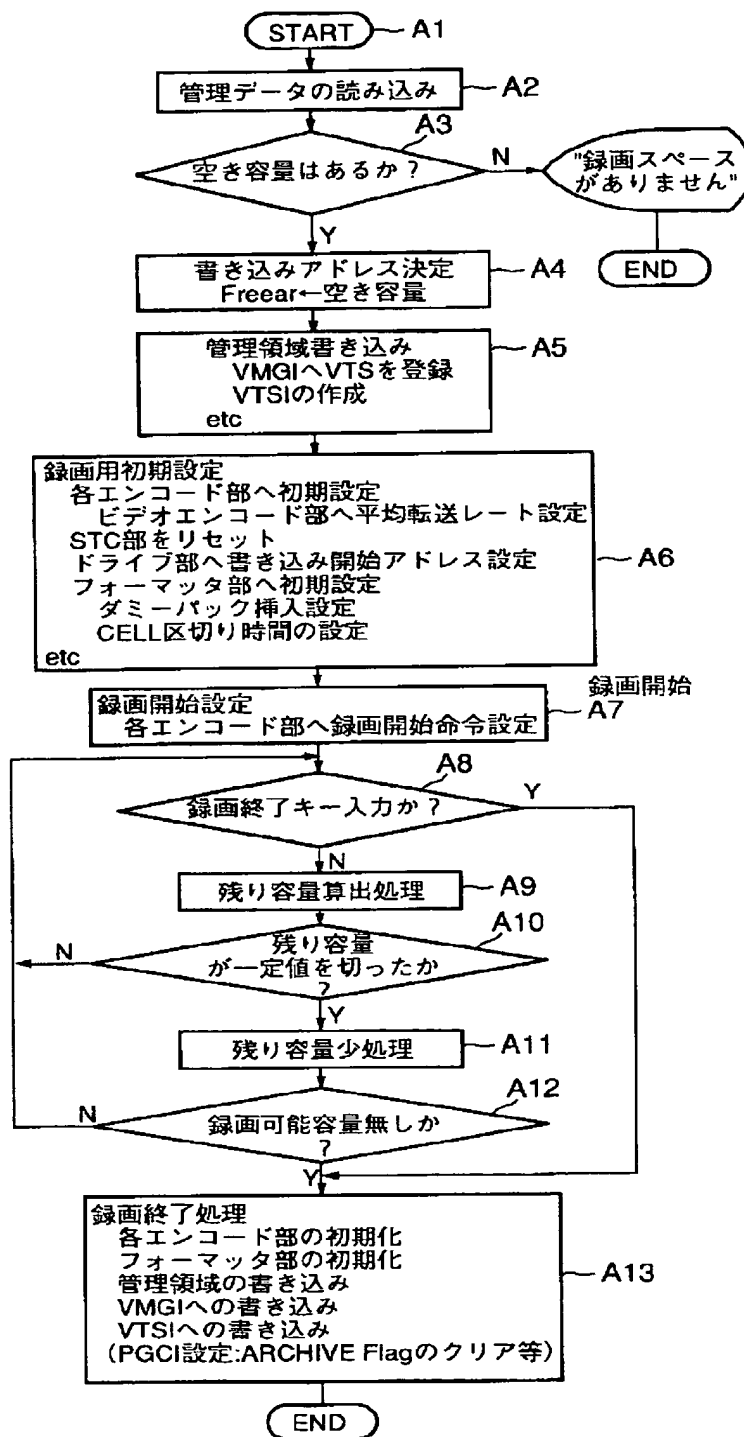 START
A1
管理データの読み込み
A2
A3
空き容量はあるか?
N
"録画スペース
がありません"
Y
END
書き込みアドレス決定
Freear←空き容量
A4
管理領域書き込み
VMGIへVTSを登録
VTSIの作成
etc
A5
録画用初期設定
各エンコード部へ初期設定
ビデオエンコード部へ平均転送レート設定
STC部をリセット
ドライブ部へ書き込み開始アドレス設定
フォーマッタ部へ初期設定
ダミーパック挿入設定
CELL区切り時間の設定
etc
A6
録画開始
録画開始設定
各エンコード部へ録画開始命令設定
A7
A8
録画終了キー入力か?
Y
N
残り容量算出処理
A9
A10
残り容量
が一定値を切ったか
?
N
Y
残り容量少処理
A11
A12
録画可能容量無しか
?
N
Y
録画終了処理
各エンコード部の初期化
フォーマッタ部の初期化
管理領域の書き込み
VMGIへの書き込み
VTSIへの書き込み
(PGCI設定:ARCHIVE Flagのクリア等)
A13
END